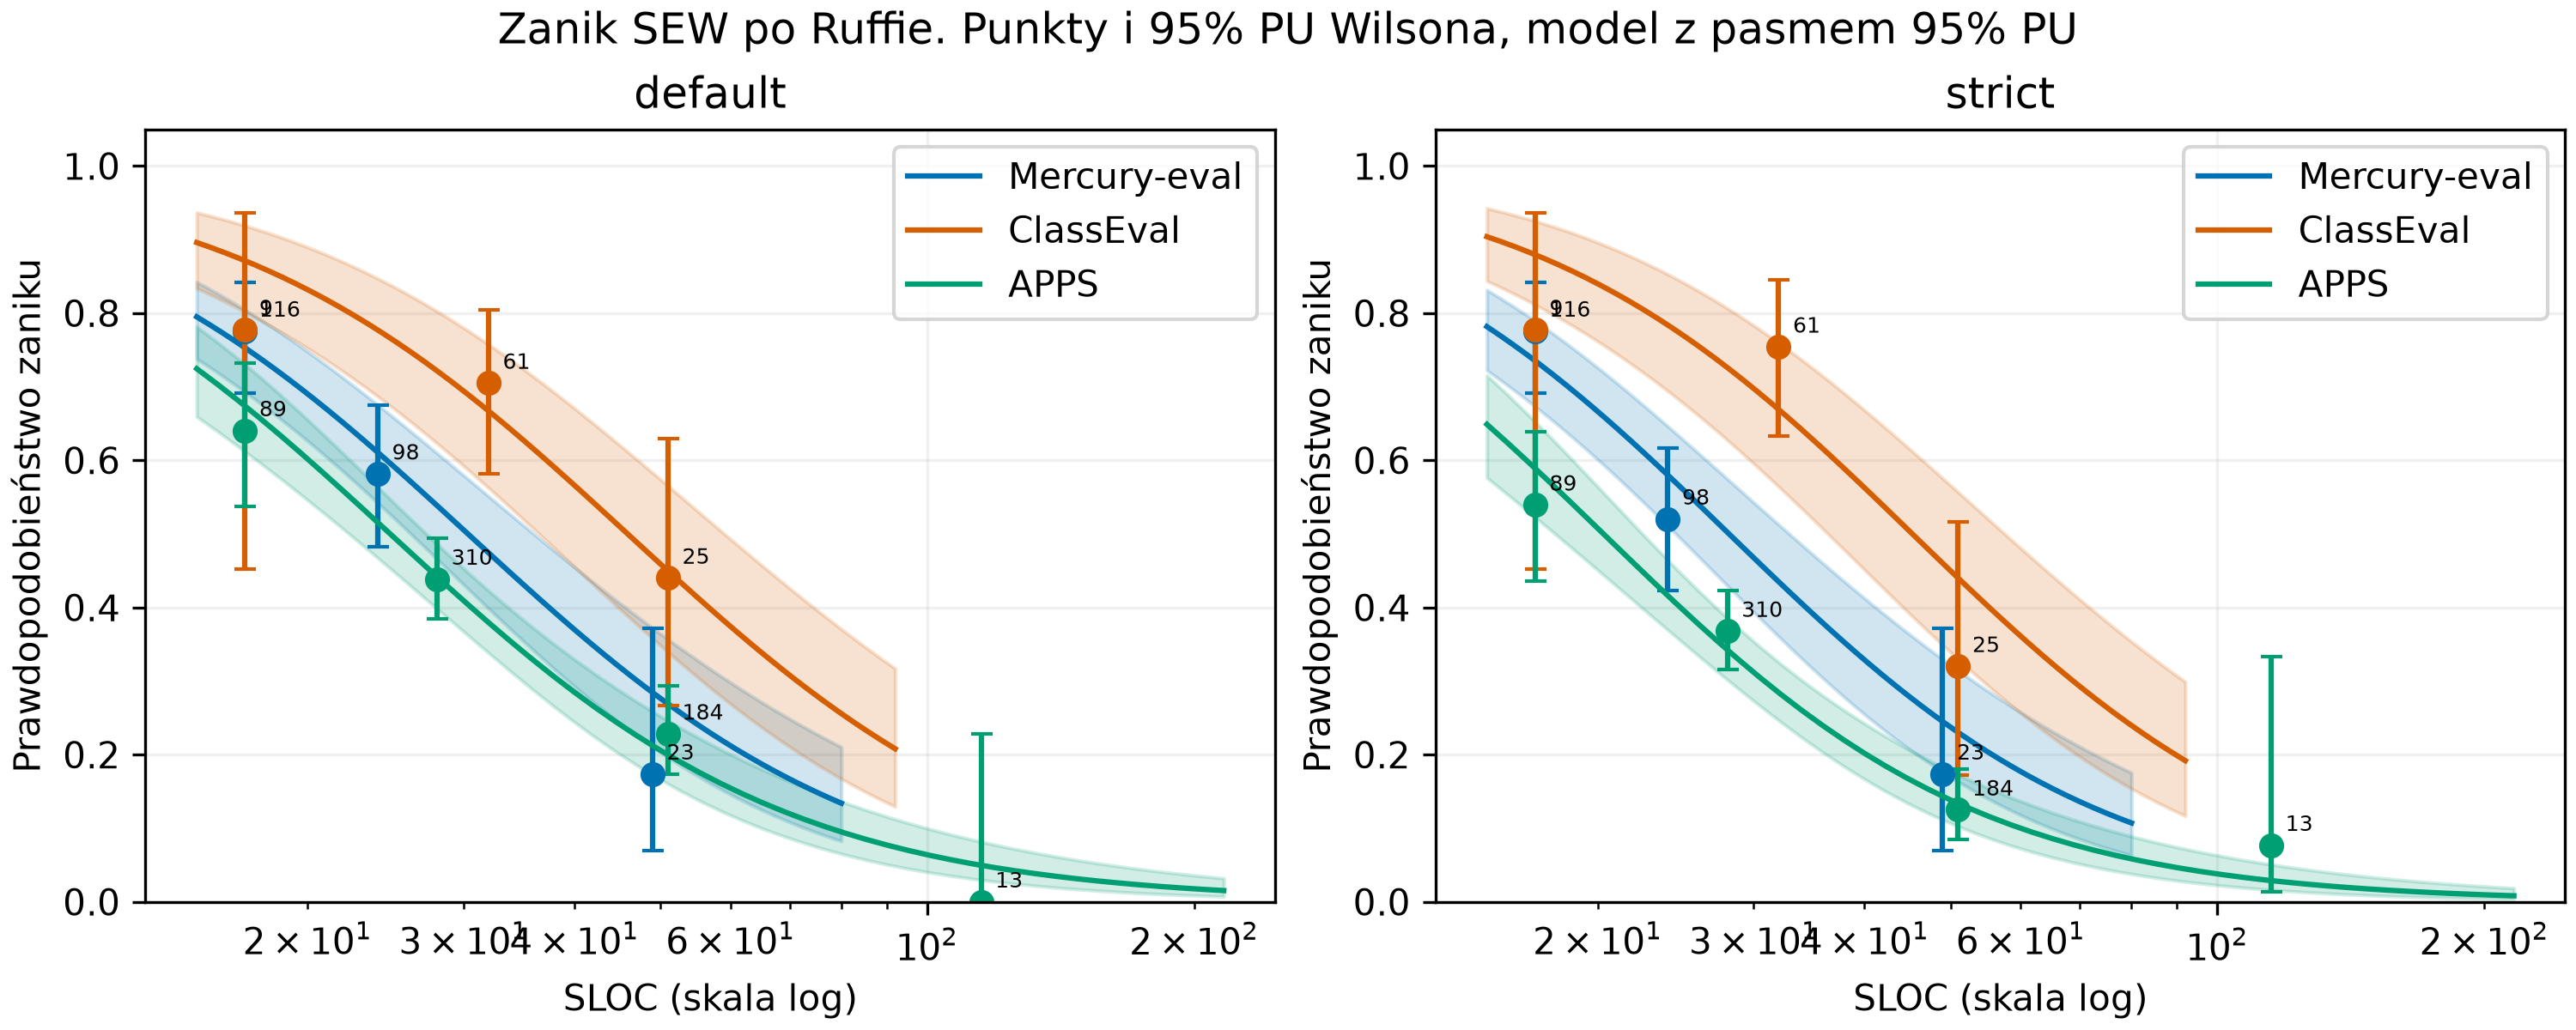 Zanik SEW po Ruffie. Punkty i 95% PU Wilsona, model z pasmem 95% PU
default
Prawdopodobieństwo zaniku
1.0
0.8
0.6
0.4
0.2
0.0
Mercury-eval
ClassEval
APPS
116
61
89
98
310
25
184
23
13
2 × 10¹
3 × 10¹
4 × 10¹
6 × 10¹
10²
2 × 10²
SLOC (skala log)
strict
Prawdopodobieństwo zaniku
1.0
0.8
0.6
0.4
0.2
0.0
Mercury-eval
ClassEval
APPS
116
61
89
98
310
25
23
184
13
2 × 10¹
3 × 10¹
4 × 10¹
6 × 10¹
10²
2 × 10²
SLOC (skala log)